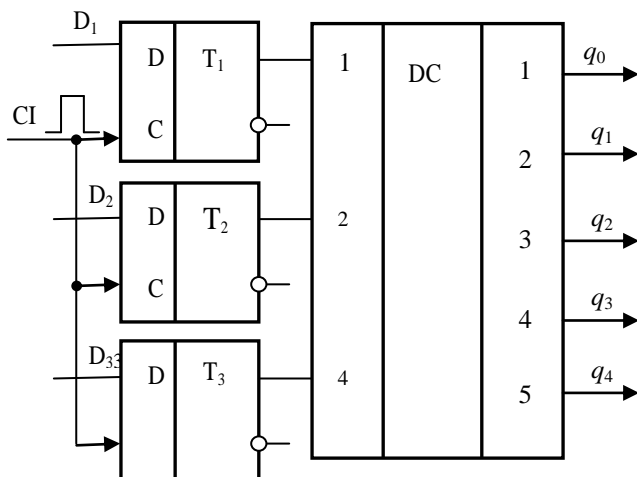 D₁
D T₁ 1 DC 1 q₀
CI C
2 q₁
D₂ D T₂ 2 3 q₂
C
4 q₃
D₃₃ D T₃ 4 5 q₄